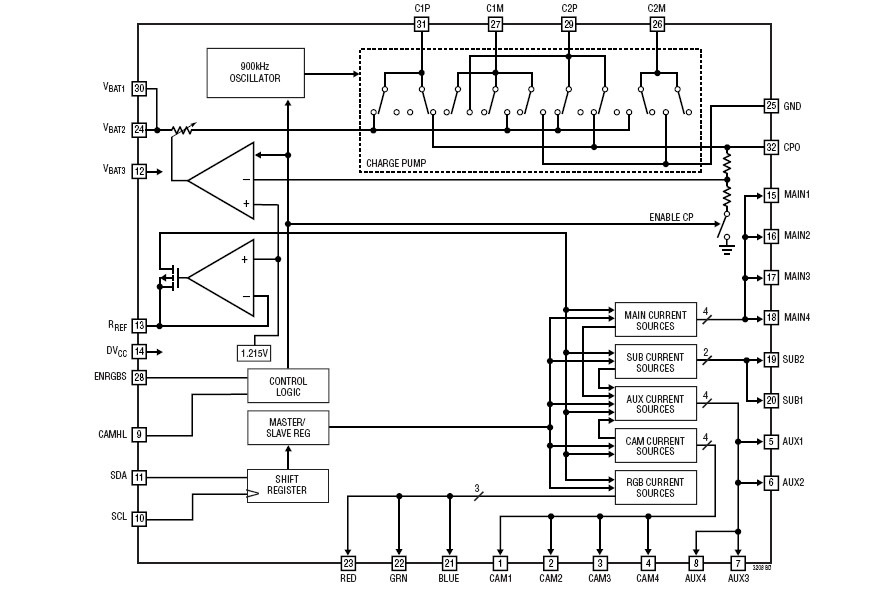 C1P
C1M
C2P
C2M
31
27
29
26
900kHz
OSCILLATOR
VBAT1
30
25
GND
VBAT2
24
32
CPO
CHARGE PUMP
VBAT3
12
–
+
15
MAIN1
ENABLE CP
16
MAIN2
+
–
17
MAIN3
RREF
13
MAIN CURRENT
SOURCES
4
18
MAIN4
DVCC
14
1.215V
SUB CURRENT
SOURCES
2
19
SUB2
ENRGBS
28
CONTROL
LOGIC
AUX CURRENT
SOURCES
4
20
SUB1
CAMHL
9
MASTER/
SLAVE REG
CAM CURRENT
SOURCES
4
5
AUX1
SDA
11
SHIFT
REGISTER
RGB CURRENT
SOURCES
3
6
AUX2
SCL
10
23
22
21
1
2
3
4
8
7
3208 BD
RED
GRN
BLUE
CAM1
CAM2
CAM3
CAM4
AUX4
AUX3